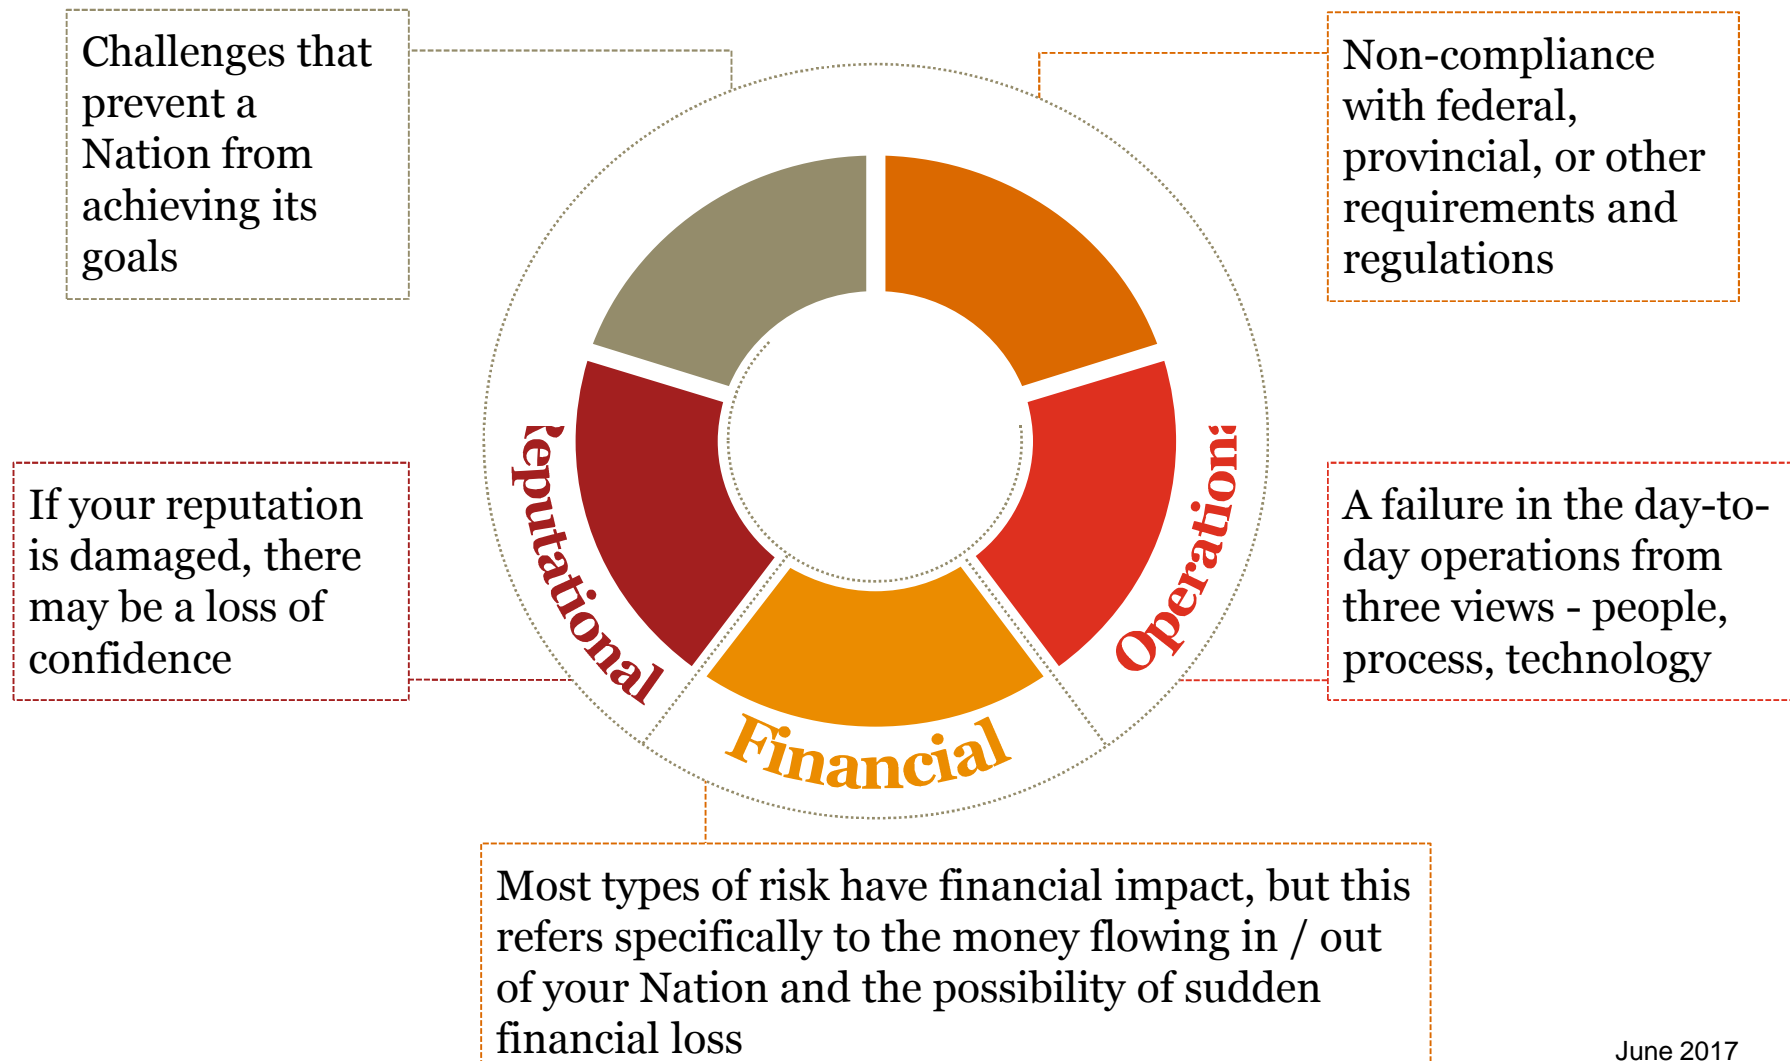 Challenges that
prevent a
Nation from
achieving its
goals
Non-compliance
with federal,
provincial, or other
requirements and
regulations
If your reputation
is damaged, there
may be a loss of
confidence
Reputational
Financial
Operational
A failure in the day-to-
day operations from
three views - people,
process, technology
Most types of risk have financial impact, but this
refers specifically to the money flowing in / out
of your Nation and the possibility of sudden
financial loss
June 2017